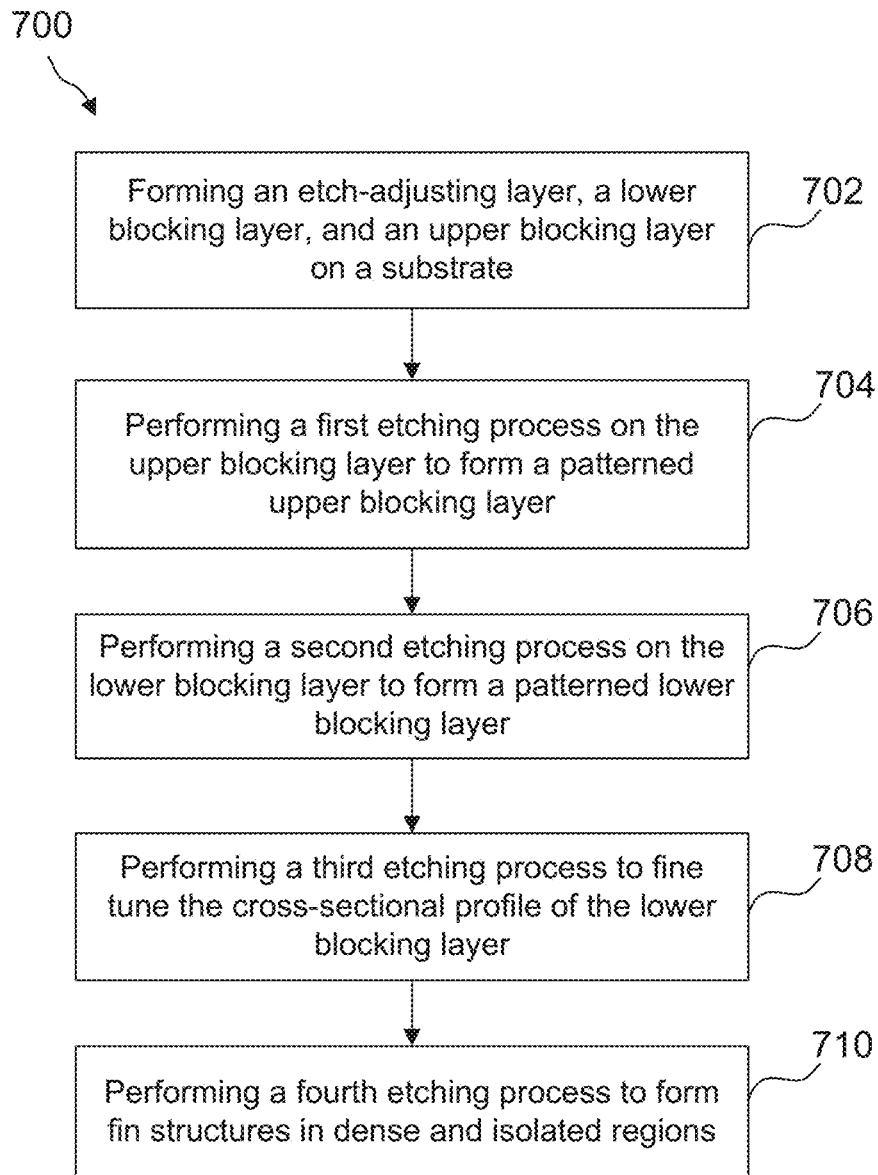 700
Forming an etch-adjusting layer, a lower
blocking layer, and an upper blocking layer
on a substrate
702
Performing a first etching process on the
upper blocking layer to form a patterned
upper blocking layer
704
Performing a second etching process on the
lower blocking layer to form a patterned lower
blocking layer
706
Performing a third etching process to fine
tune the cross-sectional profile of the lower
blocking layer
708
Performing a fourth etching process to form
fin structures in dense and isolated regions
710